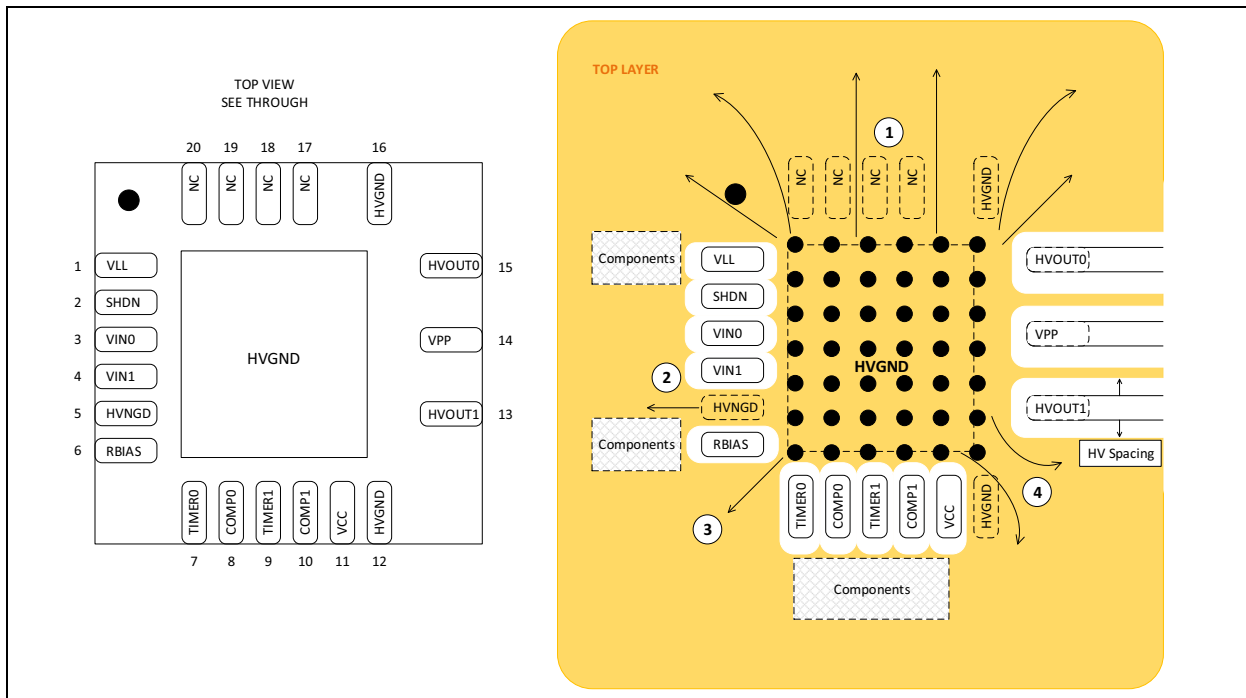 TOP VIEW
SEE THROUGH
20 19 18 17 16
NC NC NC NC HVGND
1 VLL
2 SHDN
3 VIN0
4 VIN1
5 HVNGD
6 RBIAS
HVGND
HVOUT0 15
VPP 14
HVOUT1 13
TIMER0 COMP0 TIMER1 COMP1 VCC HVGND
7 8 9 10 11 12
TOP LAYER
1
NC NC NC NC HVGND
Components
VLL
SHDN
VIN0
VIN1
2
HVNGD
Components
RBIAS
HVGND
HVOUT0
VPP
HVOUT1
HV Spacing
3
4
TIMER0 COMP0 TIMER1 COMP1 VCC HVGND
Components